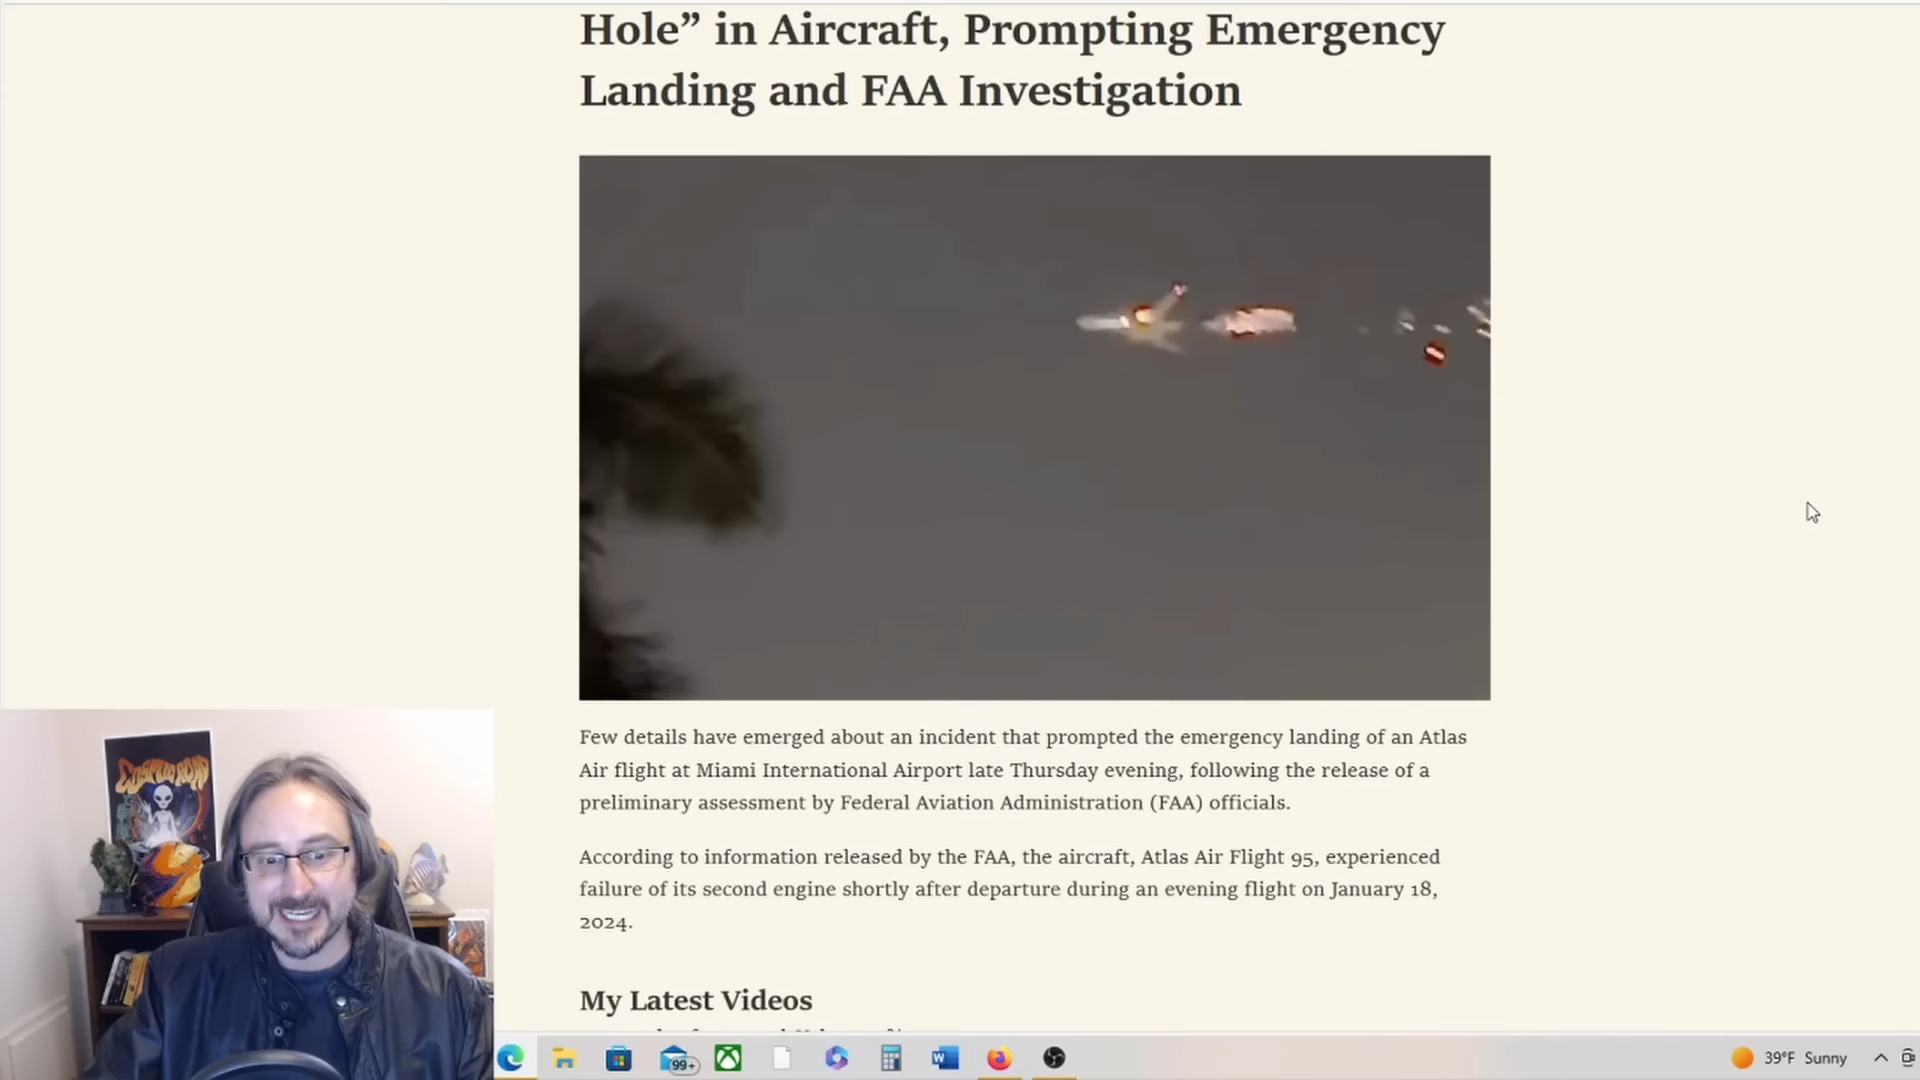 Hole” in Aircraft, Prompting Emergency
Landing and FAA Investigation
Few details have emerged about an incident that prompted the emergency landing of an Atlas
Air flight at Miami International Airport late Thursday evening, following the release of a
preliminary assessment by Federal Aviation Administration (FAA) officials.
According to information released by the FAA, the aircraft, Atlas Air Flight 95, experienced
failure of its second engine shortly after departure during an evening flight on January 18,
2024.
My Latest Videos
99+
39°F Sunny